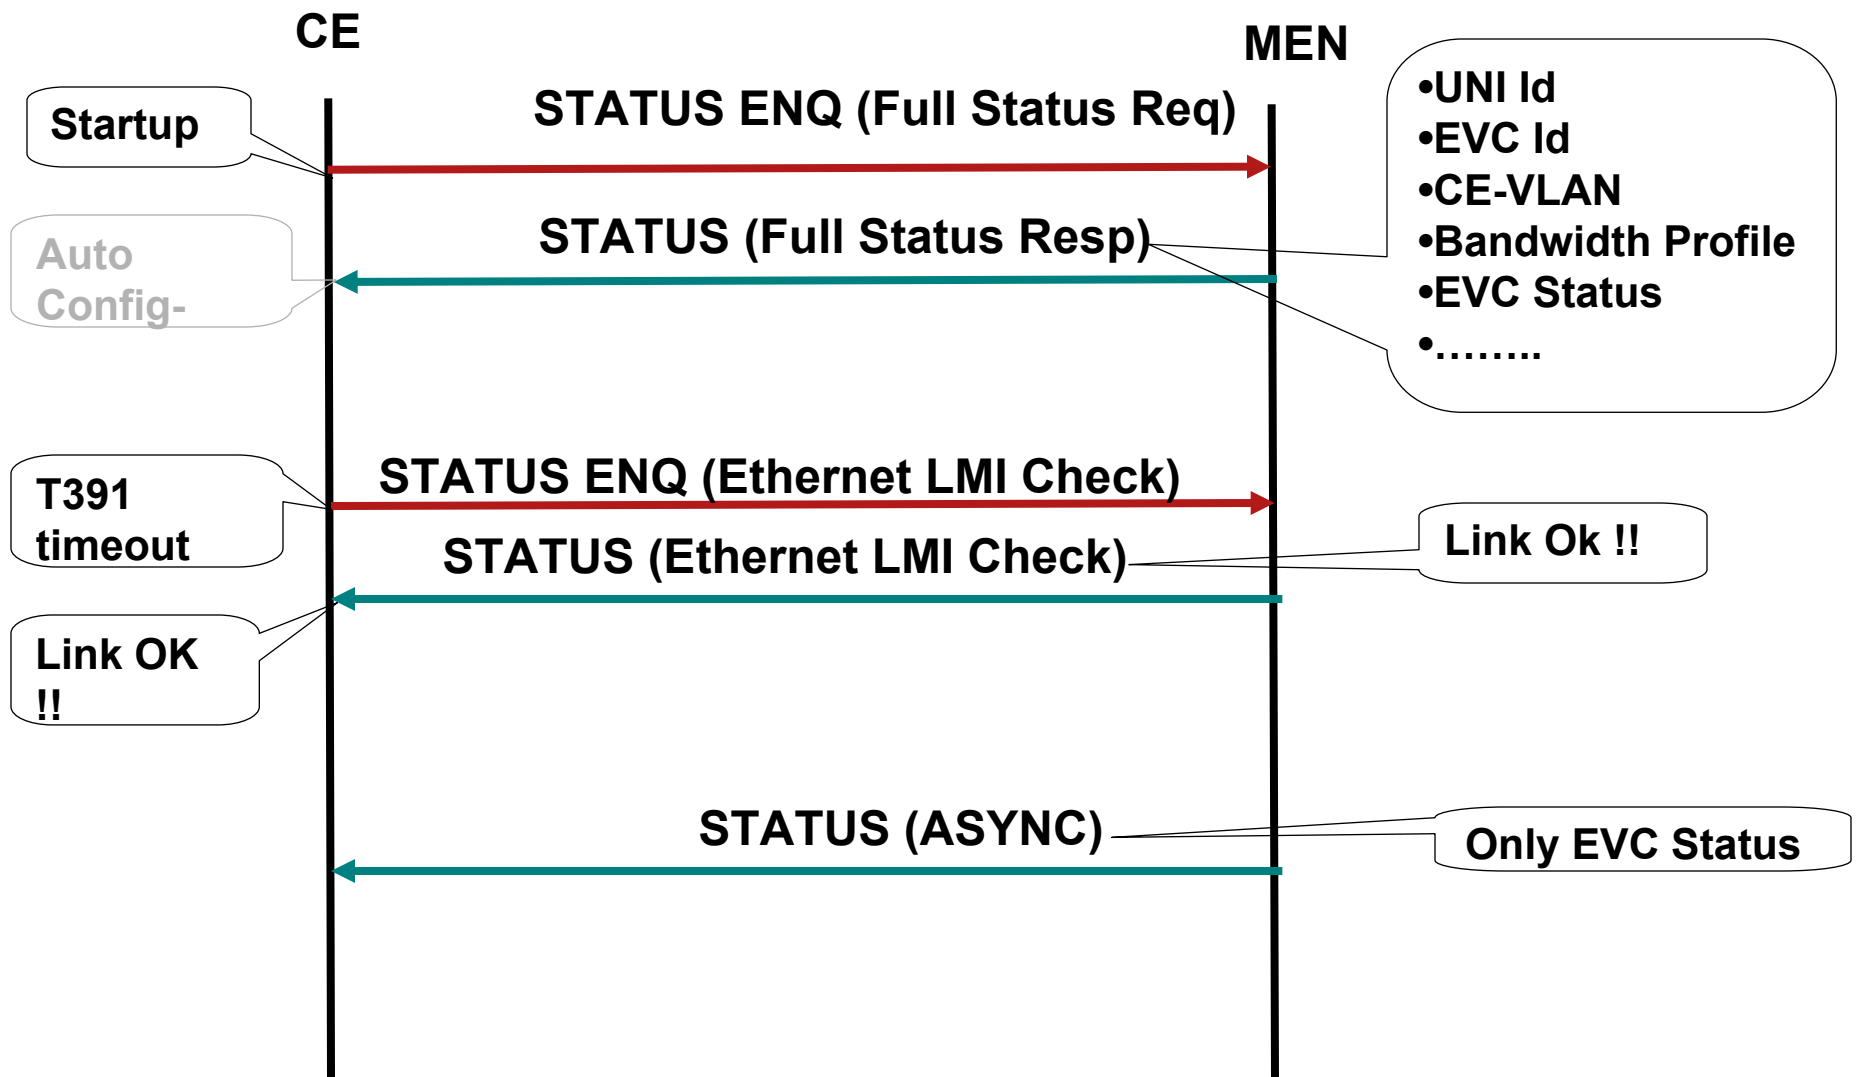 CE
MEN
Startup
STATUS ENQ (Full Status Req)
•UNI Id
•EVC Id
•CE-VLAN
•Bandwidth Profile
•EVC Status
•……..
Auto
Config-
STATUS (Full Status Resp)
T391
timeout
STATUS ENQ (Ethernet LMI Check)
STATUS (Ethernet LMI Check)
Link Ok !!
Link OK
!!
STATUS (ASYNC)
Only EVC Status